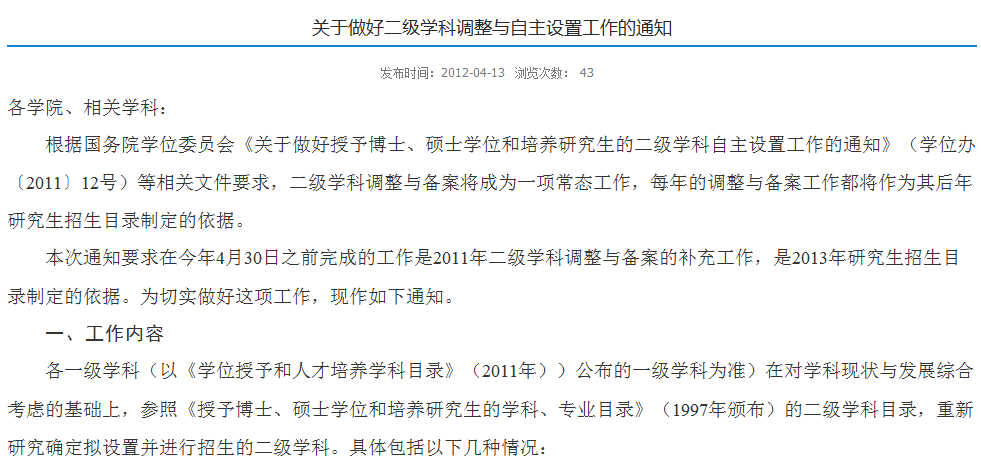 关于做好二级学科调整与自主设置工作的通知
发布时间：2012-04-13 浏览次数： 43
各学院、相关学科：
根据国务院学位委员会《关于做好授予博士、硕士学位和培养研究生的二级学科自主设置工作的通知》（学位办
〔2011〕12号）等相关文件要求，二级学科调整与备案将成为一项常态工作，每年的调整与备案工作都将作为其后年
研究生招生目录制定的依据。
本次通知要求在今年4月30日之前完成的工作是2011年二级学科调整与备案的补充工作，是2013年研究生招生目
录制定的依据。为切实做好这项工作，现作如下通知。
一、工作内容
各一级学科（以《学位授予和人才培养学科目录》（2011年））公布的一级学科为准）在对学科现状与发展综合
考虑的基础上，参照《授予博士、硕士学位和培养研究生的学科、专业目录》（1997年颁布）的二级学科目录，重新
研究确定拟设置并进行招生的二级学科。具体包括以下几种情况：